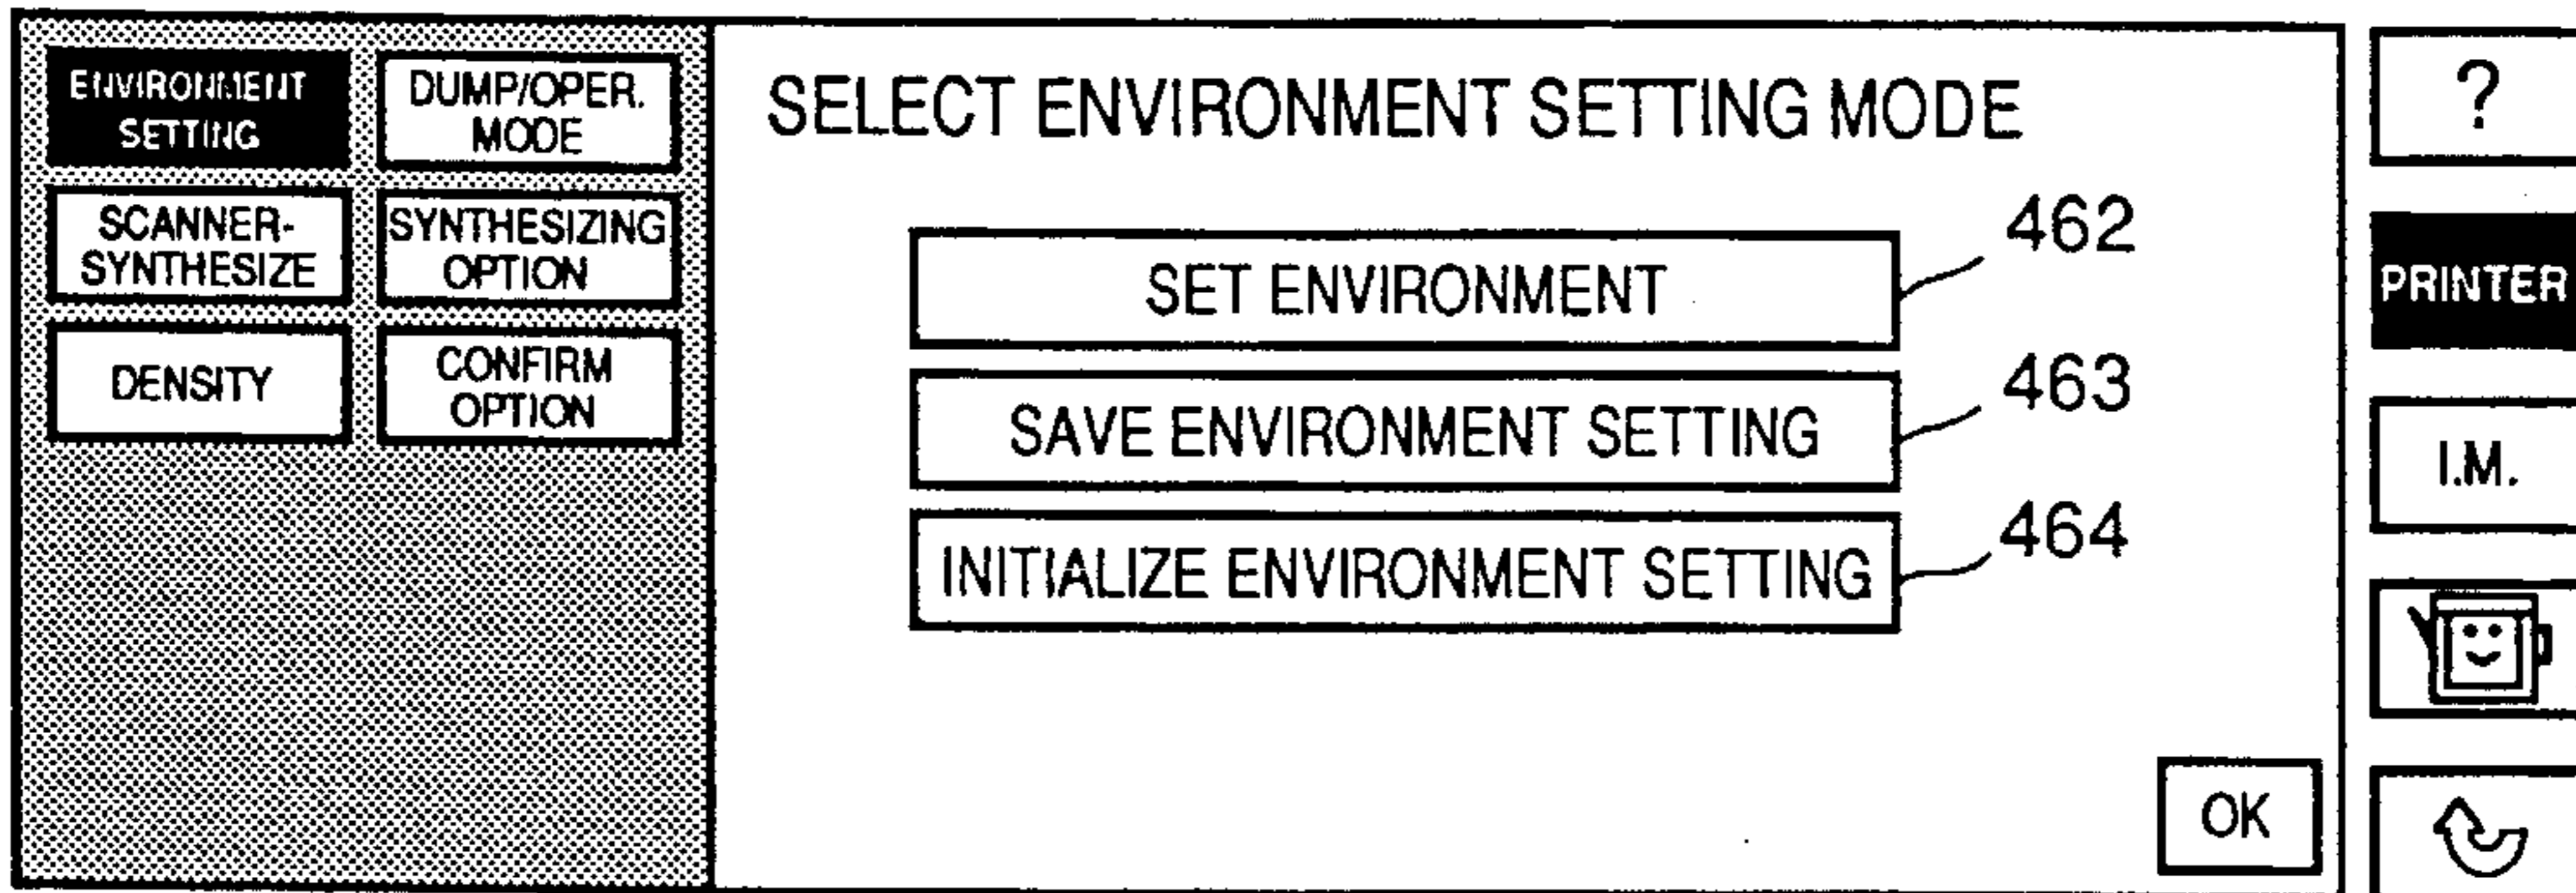 ENVIRONMENT
SETTING
DUMP/OPER.
MODE
SCANNER-
SYNTHESIZE
SYNTHESIZING
OPTION
DENSITY
CONFIRM
OPTION
SELECT ENVIRONMENT SETTING MODE
SET ENVIRONMENT
462
SAVE ENVIRONMENT SETTING
463
INITIALIZE ENVIRONMENT SETTING
464
OK
?
PRINTER
I.M.